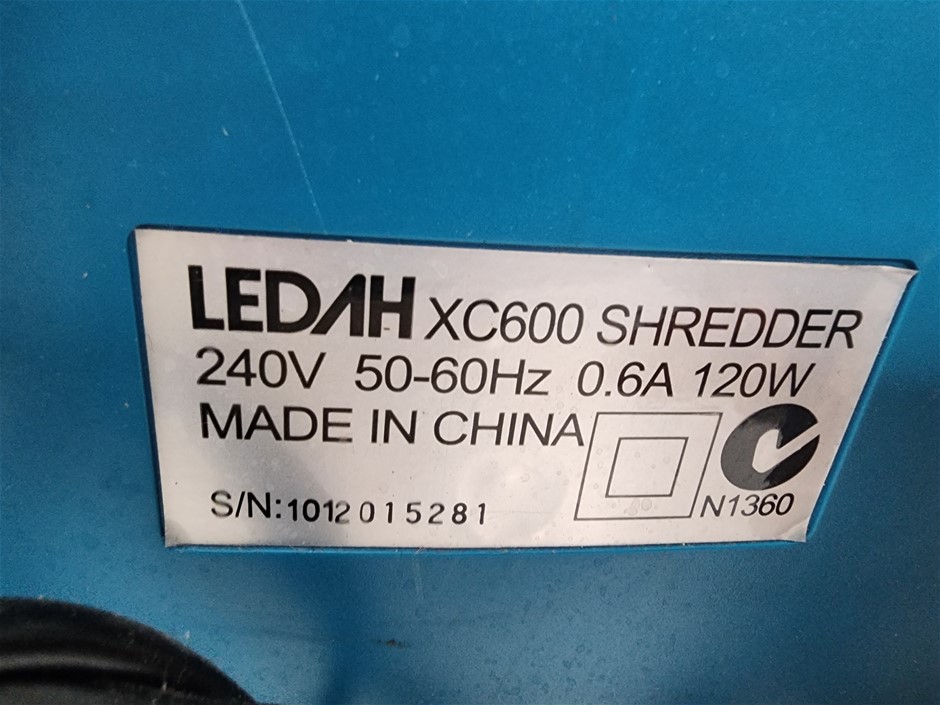 LEDAH XC600 SHREDDER
240V 50-60Hz 0.6A 120W
MADE IN CHINA
S/N:1012015281
N1360